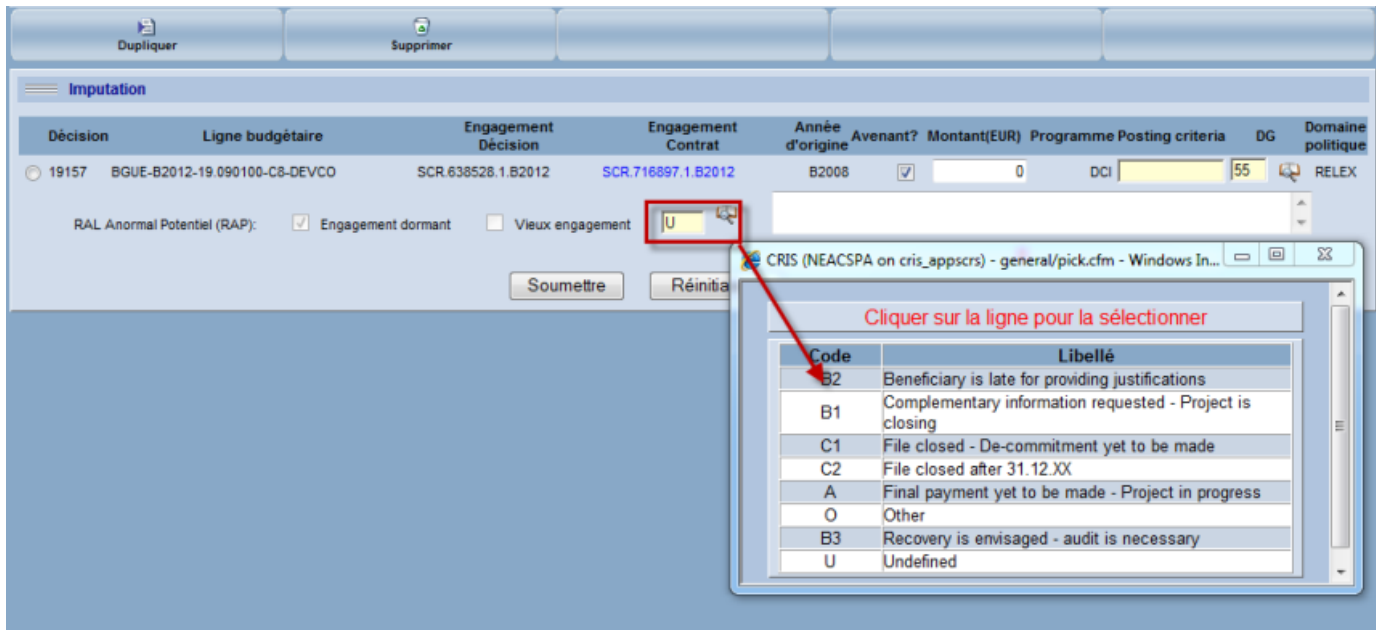 Dupliquer Supprimer
Imputation
Décision Ligne budgétaire Engagement Décision Engagement Contrat Année d'origine Avenant? Montant(EUR) Programme Posting criteria DG Domaine politique
19157 BGUE-B2012-19.090100-C8-DEVCO SCR.638528.1.B2012 SCR.716897.1.B2012 B2008 0 DCI 55 RELEX
RAL Anormal Potentiel (RAP): Engagement dormant Vieux engagement U
Soumettre Réinitia
CRIS (NEACSPA on cris_appscrs) - general/pick.cfm - Windows In...
Cliquer sur la ligne pour la sélectionner
Code Libellé
B2 Beneficiary is late for providing justifications
B1 Complementary information requested - Project is
closing
C1 File closed - De-commitment yet to be made
C2 File closed after 31.12.XX
A Final payment yet to be made - Project in progress
O Other
B3 Recovery is envisaged - audit is necessary
U Undefined